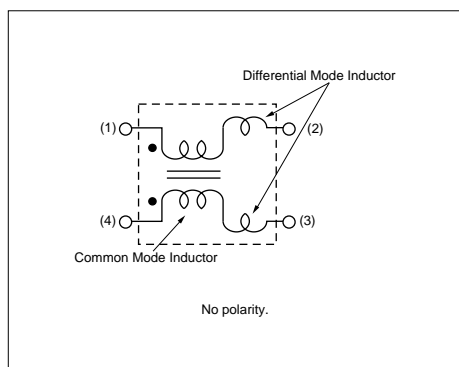 Differential Mode Inductor
(1)
(2)
(4)
(3)
Common Mode Inductor
No polarity.